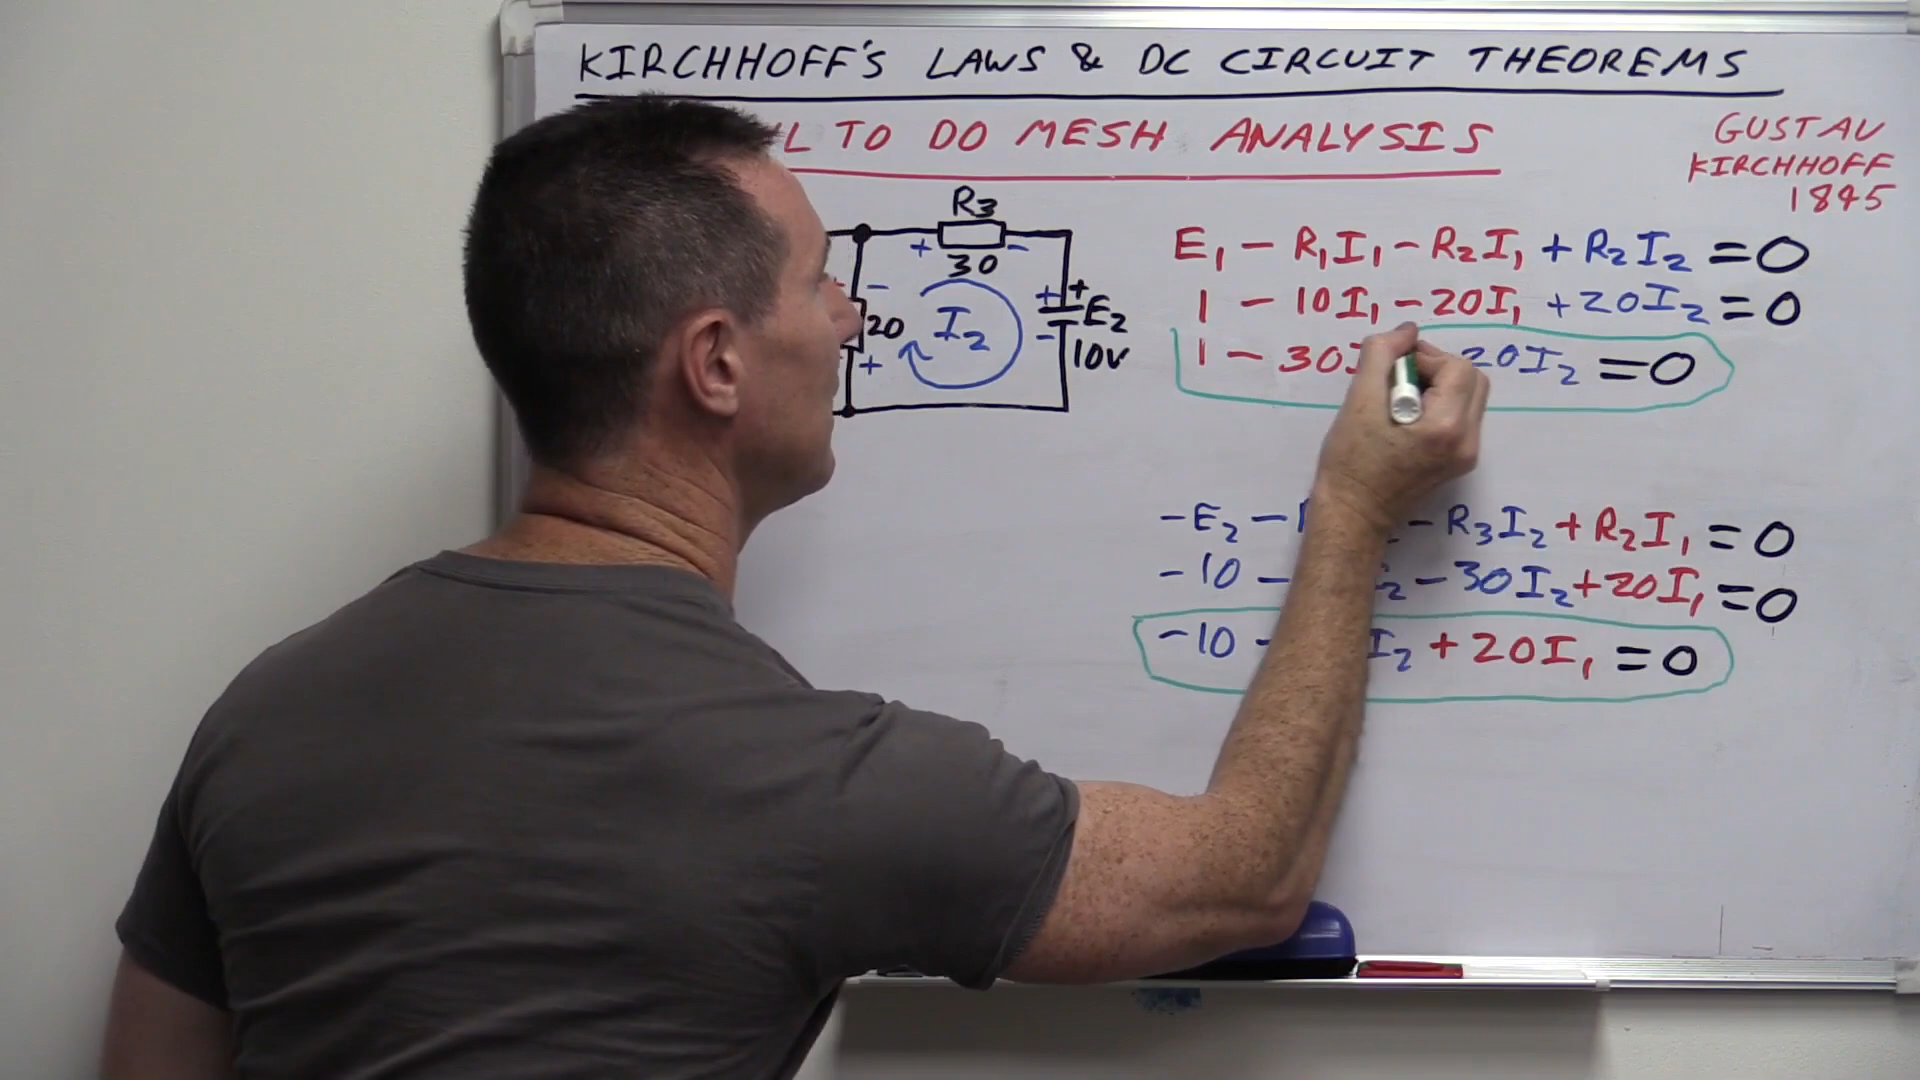 KIRCHHOFF'S LAWS & DC CIRCUIT THEOREMS
TO DO MESH ANALYSIS
GUSTAV
KIRCHHOFF
1845
R3
+ −
30
− 20 +
I2
+ + −
E2
10V
E1 − R1I1 − R2I1 + R2I2 = 0
1 − 10I1 − 20I1 + 20I2 = 0
1 − 30I 20I2 = 0
−E2 − − R3I2 + R2I1 = 0
−10 − 2 − 30I2 + 20I1 = 0
−10 − I2 + 20I1 = 0